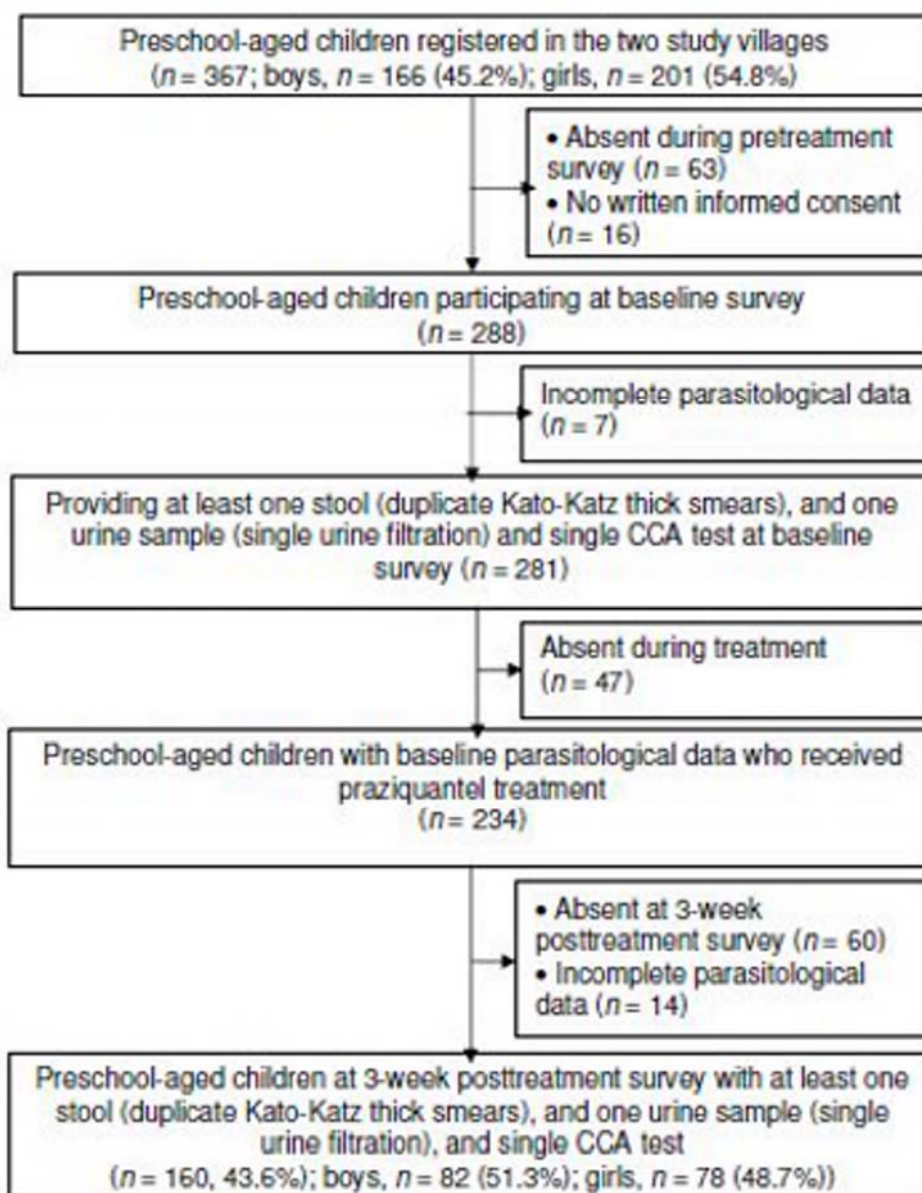 Preschool-aged children registered in the two study villages
(n = 367; boys, n = 166 (45.2%); girls, n = 201 (54.8%)
• Absent during pretreatment
survey (n = 63)
• No written informed consent
(n = 16)
Preschool-aged children participating at baseline survey
(n = 288)
Incomplete parasitological data
(n = 7)
Providing at least one stool (duplicate Kato-Katz thick smears), and one
urine sample (single urine filtration) and single CCA test at baseline
survey (n = 281)
Absent during treatment
(n = 47)
Preschool-aged children with baseline parasitological data who received
praziquantel treatment
(n = 234)
• Absent at 3-week
posttreatment survey (n = 60)
• Incomplete parasitological
data (n = 14)
Preschool-aged children at 3-week posttreatment survey with at least one
stool (duplicate Kato-Katz thick smears), and one urine sample (single
urine filtration), and single CCA test
(n = 160, 43.6%); boys, n = 82 (51.3%); girls, n = 78 (48.7%))